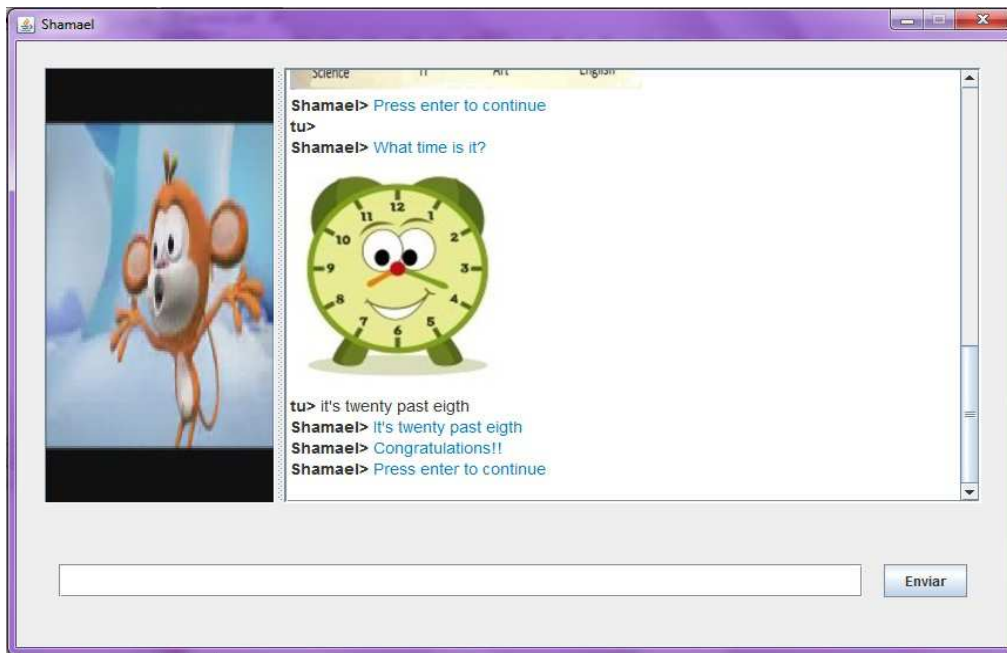 Shamael
Science IT Art English
Shamael> Press enter to continue
tu>
Shamael> What time is it?
12
11 1
10 2
9 3
8 4
7 5
6
tu> it's twenty past eigth
Shamael> It's twenty past eigth
Shamael> Congratulations!!
Shamael> Press enter to continue
Enviar